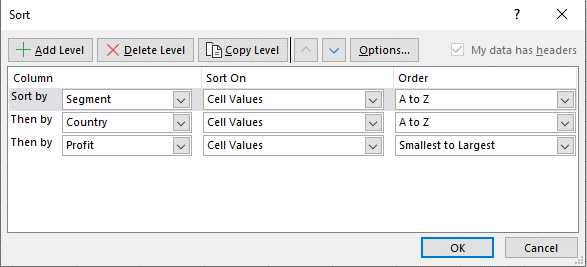 Sort ?
Add Level Delete Level Copy Level Options... My data has headers
Column Sort On Order
Sort by Segment Cell Values A to Z
Then by Country Cell Values A to Z
Then by Profit Cell Values Smallest to Largest
OK Cancel